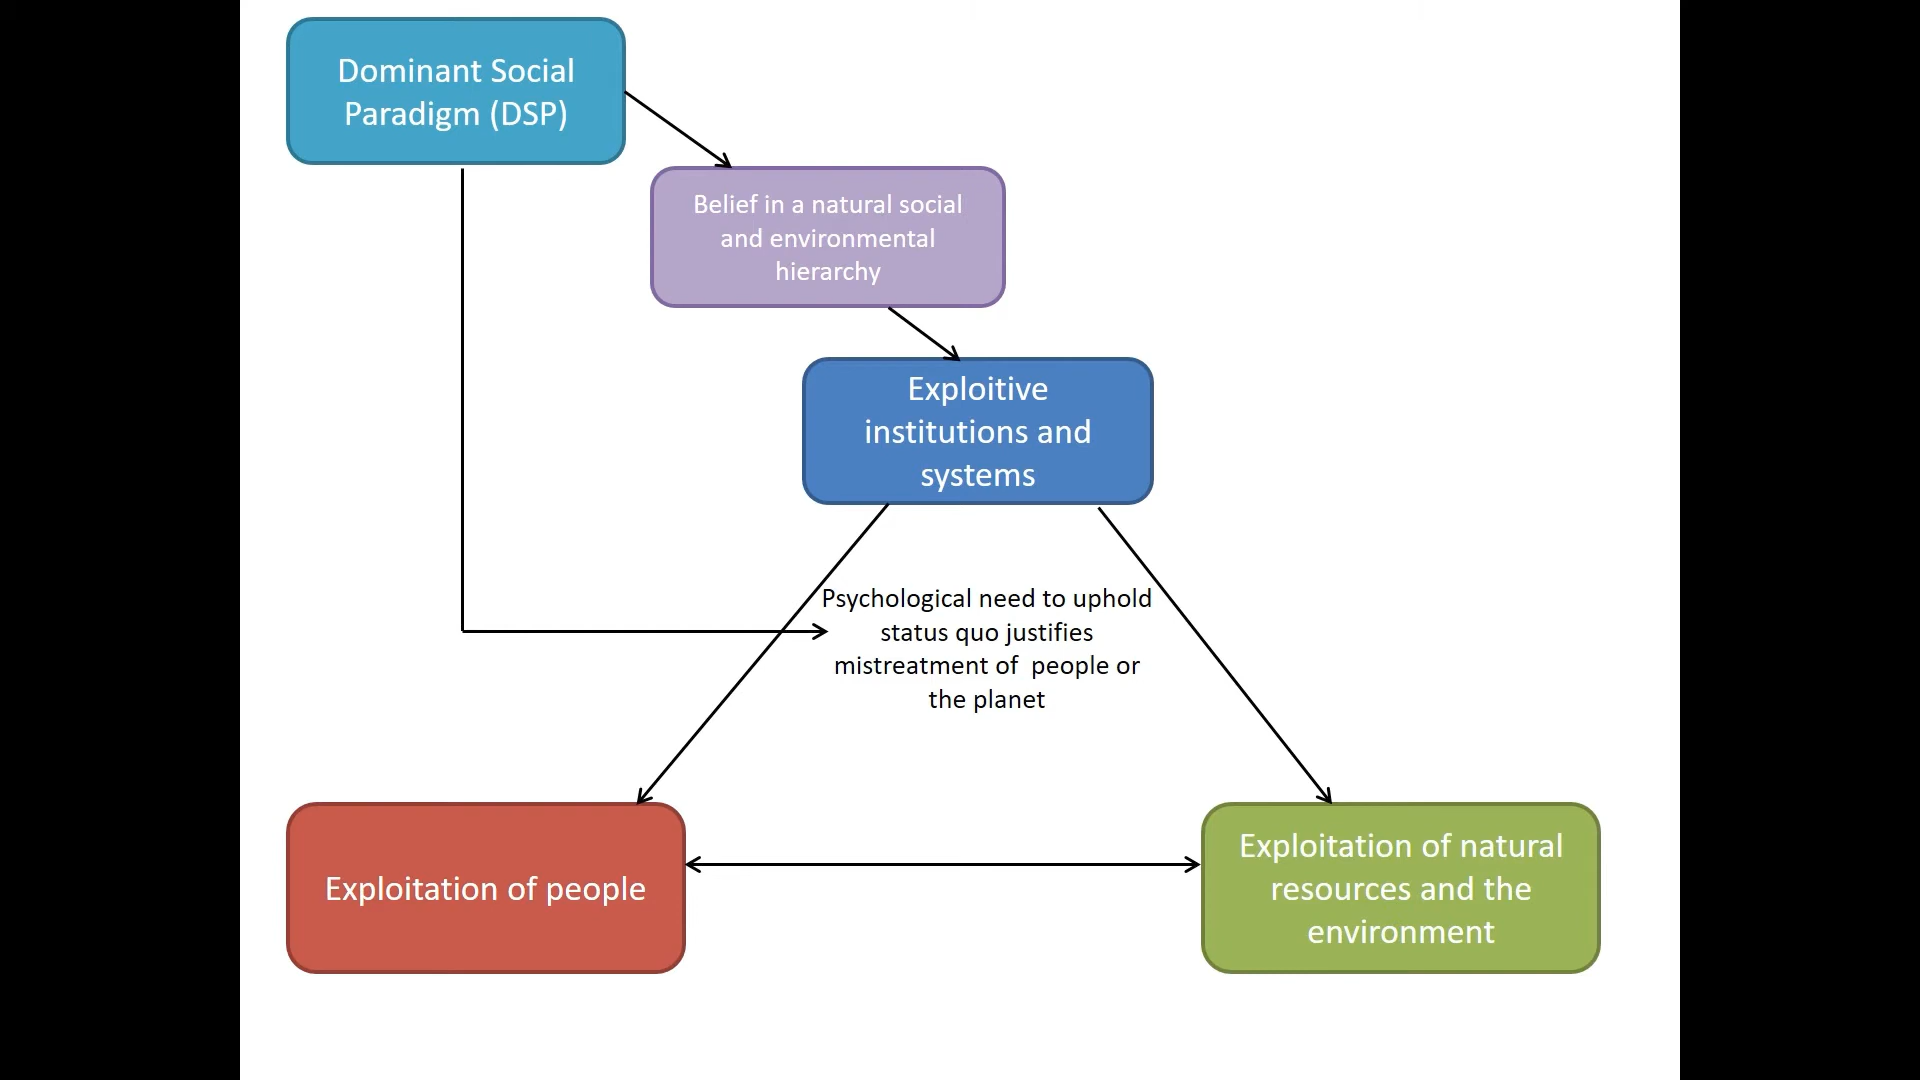 Dominant Social
Paradigm (DSP)
Belief in a natural social
and environmental
hierarchy
Exploitive
institutions and
systems
Psychological need to uphold
status quo justifies
mistreatment of  people or
the planet
Exploitation of people
Exploitation of natural
resources and the
environment